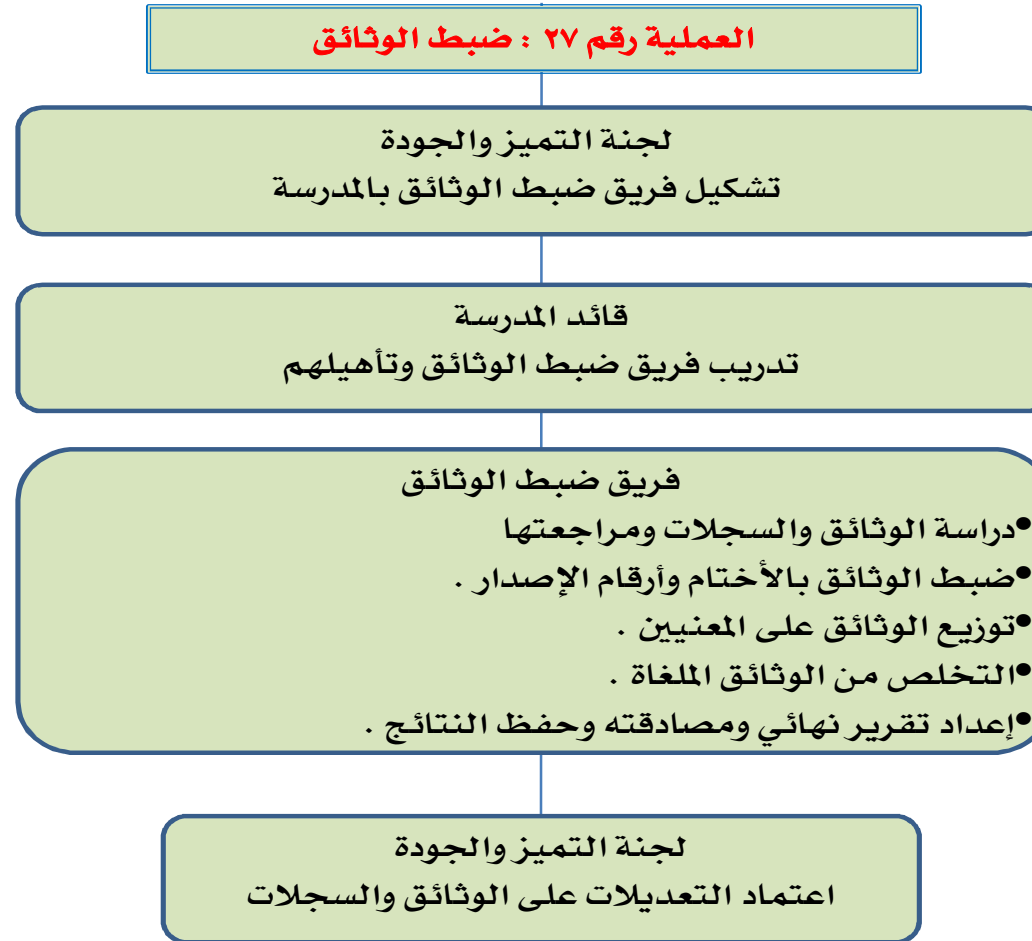 العملية رقم ٢٧ : ضبط الوثائق
لجنة التميز والجودة
تشكيل فريق ضبط الوثائق بالمدرسة
قائد المدرسة
تدريب فريق ضبط الوثائق وتأهيلهم
فريق ضبط الوثائق
•دراسة الوثائق والسجلات ومراجعتها
•ضبط الوثائق بالأختام وأرقام الإصدار .
•توزيع الوثائق على المعنيين .
•التخلص من الوثائق الملغاة .
•إعداد تقرير نهائي ومصادقته وحفظ النتائج .
لجنة التميز والجودة
اعتماد التعديلات على الوثائق والسجلات